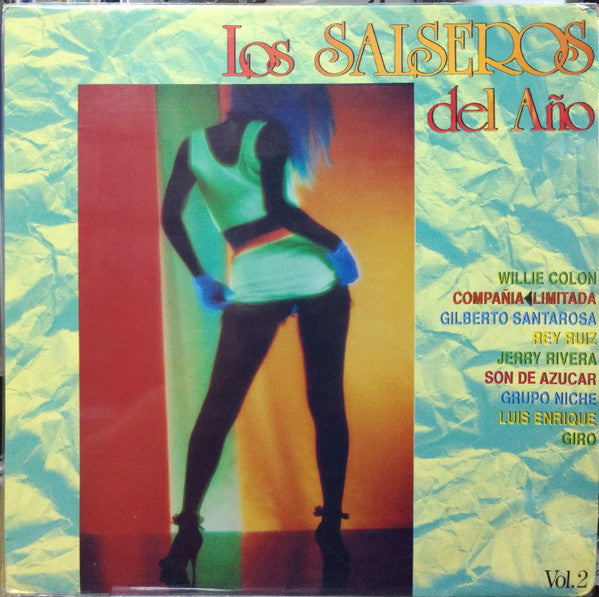 Los SALSEROS
del Año
WILLIE COLON
COMPAÑIA LIMITADA
GILBERTO SANTAROSA
REY RUIZ
JERRY RIVERA
SON DE AZUCAR
GRUPO NICHE
LUIS ENRIQUE
GIRO
Vol.2